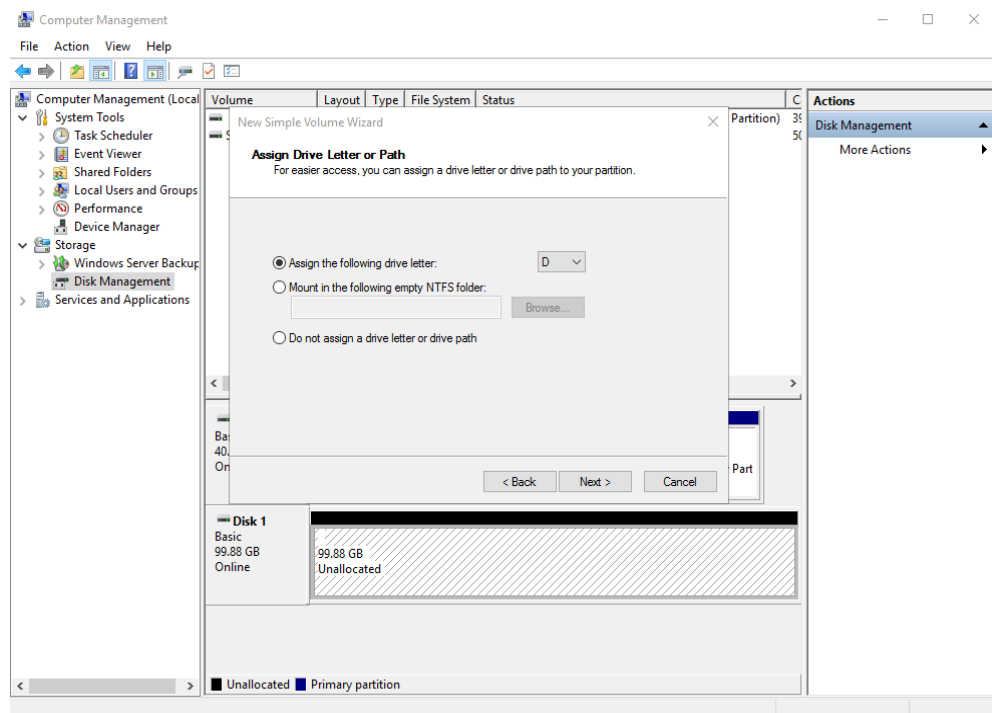 Computer Management
File Action View Help
Computer Management (Local
System Tools
Task Scheduler
Event Viewer
Shared Folders
Local Users and Groups
Performance
Device Manager
Storage
Windows Server Backup
Disk Management
Services and Applications
Volume Layout Type File System Status C
Partition) 39
S 50
New Simple Volume Wizard
Assign Drive Letter or Path
For easier access, you can assign a drive letter or drive path to your partition.
Assign the following drive letter: D
Mount in the following empty NTFS folder:
Browse...
Do not assign a drive letter or drive path
< Back Next > Cancel
Bas
40.
On
Part
Disk 1
Basic
99.88 GB
Online
99.88 GB
Unallocated
Unallocated Primary partition
Actions
Disk Management
More Actions